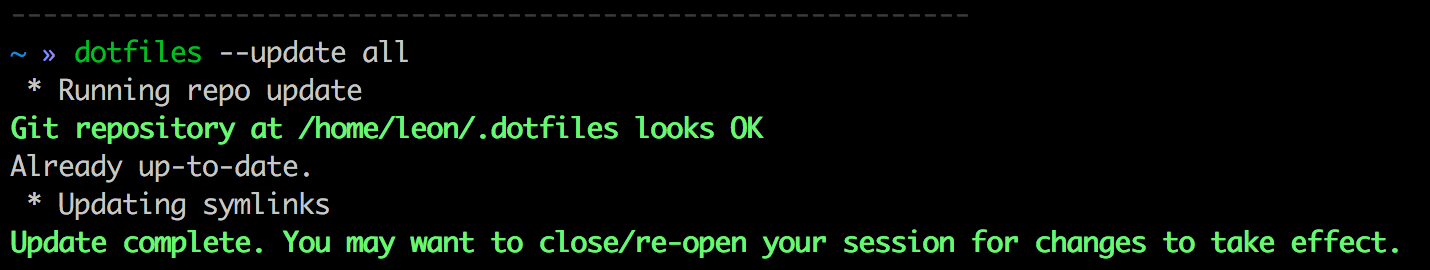 ~ » dotfiles --update all
 * Running repo update
Git repository at /home/leon/.dotfiles looks OK
Already up-to-date.
 * Updating symlinks
Update complete. You may want to close/re-open your session for changes to take effect.